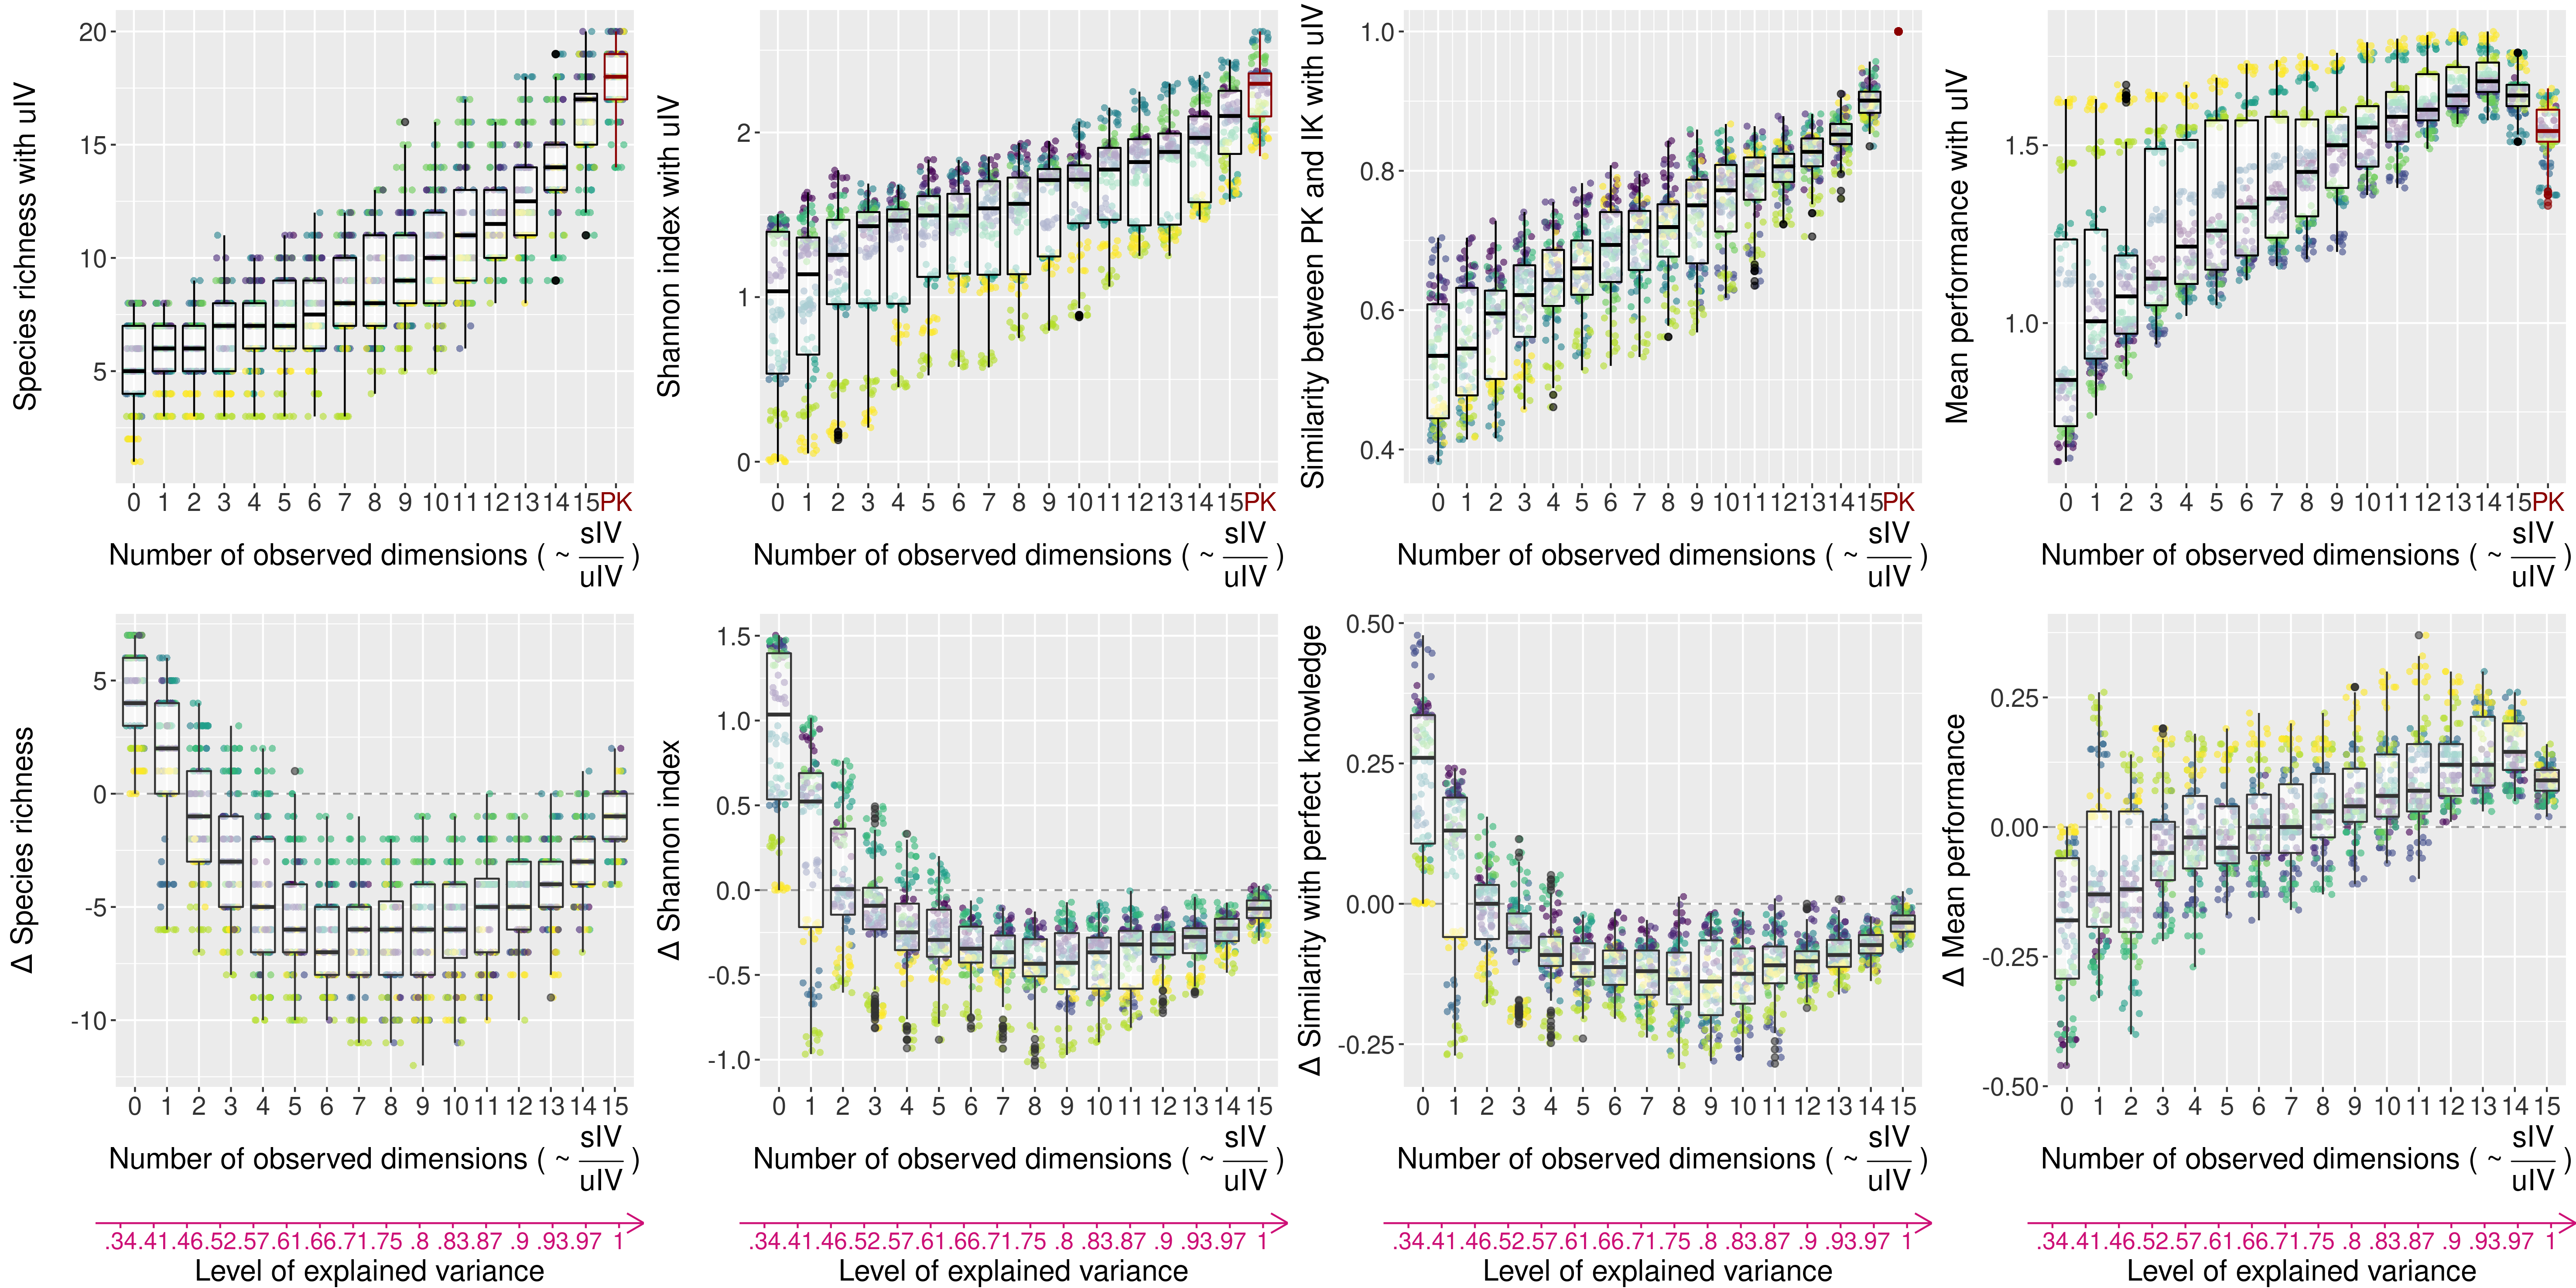 Species richness with uIV
20
15
10
5
0 1 2 3 4 5 6 7 8 9 10 11 12 13 14 15 PK
Number of observed dimensions ( ~ sIV
uIV )
Shannon index with uIV
2
1
0
0 1 2 3 4 5 6 7 8 9 10 11 12 13 14 15 PK
Number of observed dimensions ( ~ sIV
uIV )
Similarity between PK and IK with uIV
1.0
0.8
0.6
0.4
0 1 2 3 4 5 6 7 8 9 10 11 12 13 14 15 PK
Number of observed dimensions ( ~ sIV
uIV )
Mean performance with uIV
1.5
1.0
0 1 2 3 4 5 6 7 8 9 10 11 12 13 14 15 PK
Number of observed dimensions ( ~ sIV
uIV )
Δ Species richness
5
0
-5
-10
0 1 2 3 4 5 6 7 8 9 10 11 12 13 14 15
Number of observed dimensions ( ~ sIV
uIV )
.34 .41 .46 .52 .57 .61 .66 .71 .75 .8 .83 .87 .9 .93 .97 1
Level of explained variance
Δ Shannon index
1.5
1.0
0.5
0.0
-0.5
-1.0
0 1 2 3 4 5 6 7 8 9 10 11 12 13 14 15
Number of observed dimensions ( ~ sIV
uIV )
.34 .41 .46 .52 .57 .61 .66 .71 .75 .8 .83 .87 .9 .93 .97 1
Level of explained variance
Δ Similarity with perfect knowledge
0.50
0.25
0.00
-0.25
0 1 2 3 4 5 6 7 8 9 10 11 12 13 14 15
Number of observed dimensions ( ~ sIV
uIV )
.34 .41 .46 .52 .57 .61 .66 .71 .75 .8 .83 .87 .9 .93 .97 1
Level of explained variance
Δ Mean performance
0.25
0.00
-0.25
-0.50
0 1 2 3 4 5 6 7 8 9 10 11 12 13 14 15
Number of observed dimensions ( ~ sIV
uIV )
.34 .41 .46 .52 .57 .61 .66 .71 .75 .8 .83 .87 .9 .93 .97 1
Level of explained variance